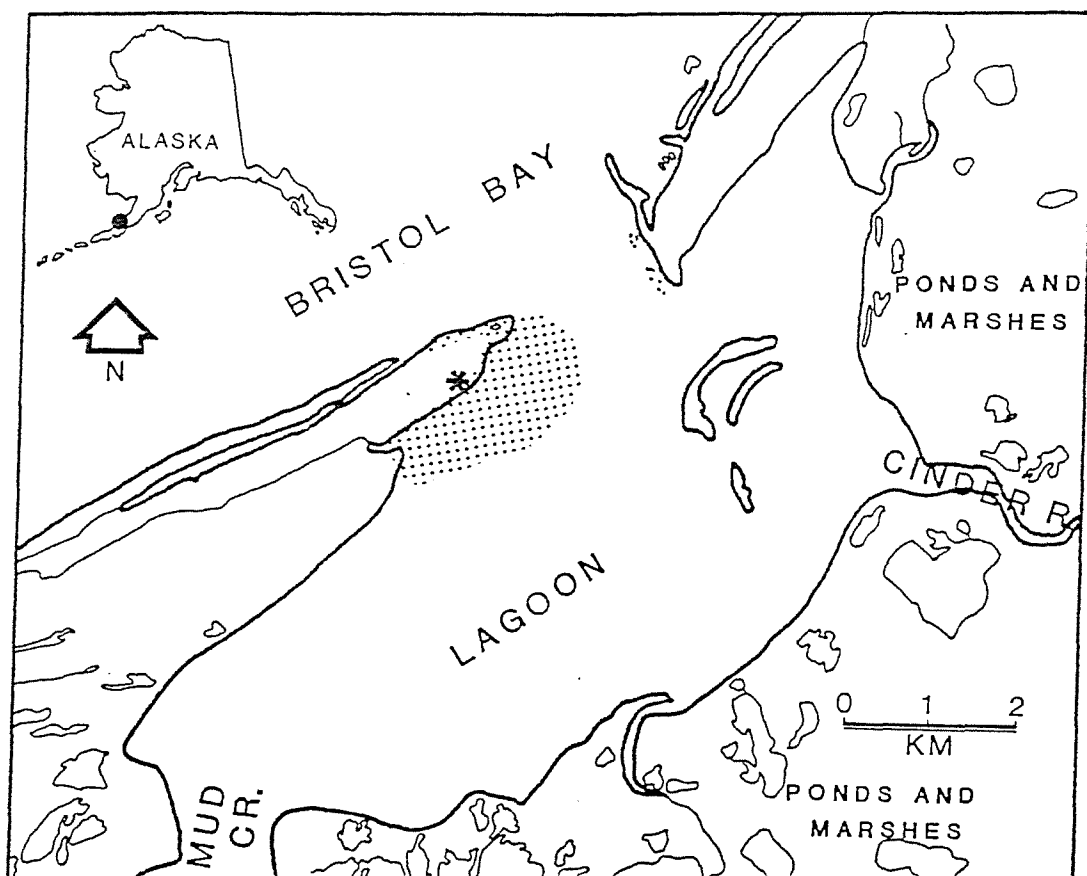 ALASKA
BRISTOL BAY
N
PONDS AND
MARSHES
CINDER R.
LAGOON
0 1 2
KM
MUD
CR.
PONDS AND
MARSHES